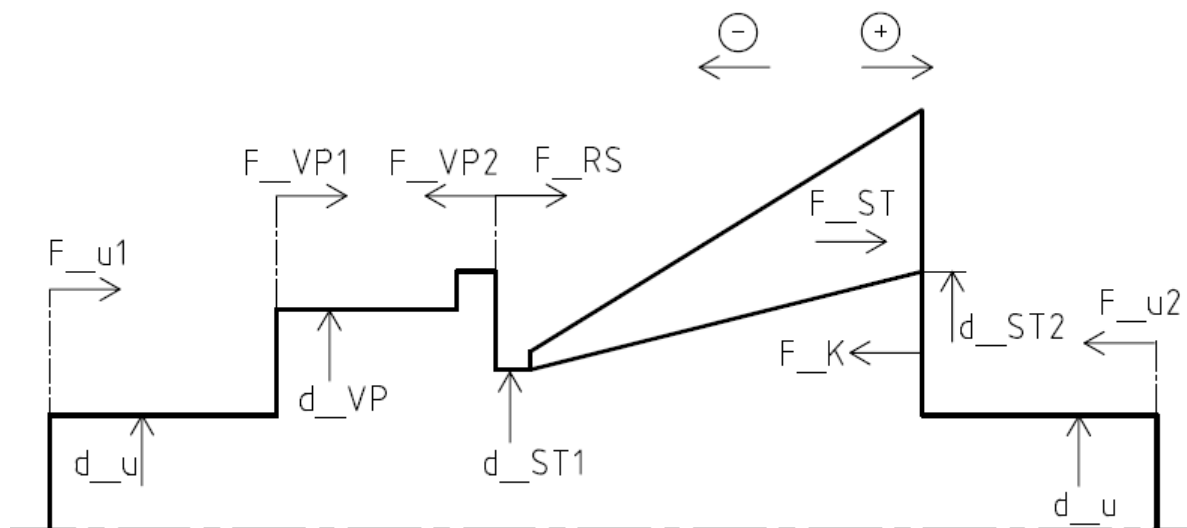 − +
F__VP1 F__VP2 F__RS
F__ST
F__u1
F__u2
d__ST2
F__K
d__VP
d__u
d__ST1
d__u